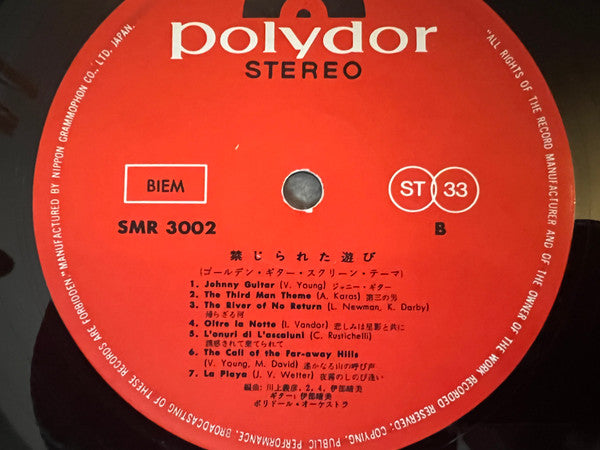 polydor
STEREO
BIEM
ST 33
SMR 3002
B
禁じられた遊び
(ゴールデン・ギター・スクリーン・テーマ)
1. Johnny Guitar (V. Young) ジャニー・ギター
2. The Third Man Theme (A. Karas) 第三の男
3. The River of No Return (L. Newman, K. Darby)
帰らざる河
4. Oltre la Notte (I. Vandor) 悲しみは星影と共に
5. L'onuri di L'ascaluni (C. Rustichelli)
誘惑されて棄てられて
6. The Call of the Far-away Hills
(V. Young, M. David) 遙かなる山の呼び声
7. La Playa (J. V. Wetter) 夜霧のしのび逢い
編曲: 川上義彦, 2, 4, 伊部晴美
ギター: 伊部晴美
ポリドール・オーケストラ
"ALL RIGHTS OF THE RECORD MANUFACTURER AND OF THE OWNER OF THE WORK RECORDED RESERVED; COPYING, PUBLIC PERFORMANCE, BROADCASTING OF THESE RECORDS ARE FORBIDDEN" MANUFACTURED BY NIPPON GRAMMOPHON CO., LTD. JAPAN.